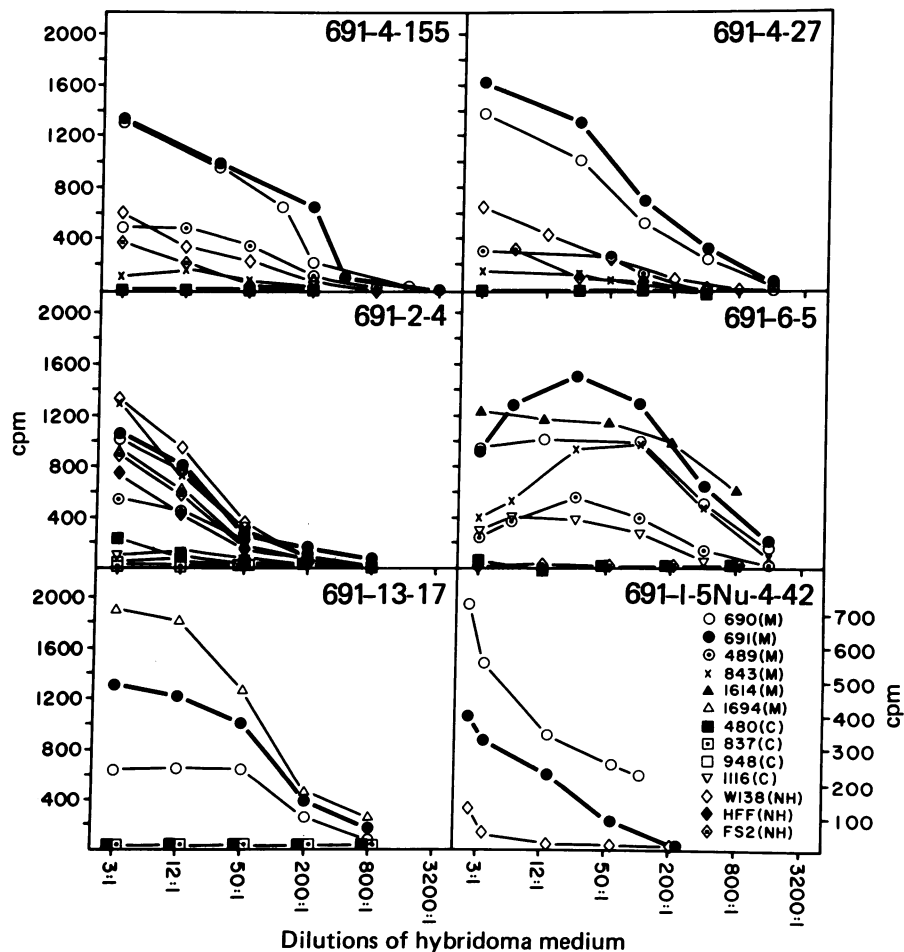 691-4-155
691-4-27
2000
1600
1200
800
400
691-2-4
691-6-5
2000
1600
1200
800
400
cpm
691-13-17
691-I-5Nu-4-42
2000
1600
1200
800
400
○ 690(M)
● 691(M)
⊙ 489(M)
x 843(M)
▲ 1614(M)
△ 1694(M)
■ 480(C)
⊡ 837(C)
□ 948(C)
▽ 1116(C)
◇ W138(NH)
◆ HFF(NH)
◈ FS2(NH)
700
600
500
400
300
200
100
cpm
3:1
12:1
50:1
200:1
800:1
3200:1
3:1
12:1
50:1
200:1
800:1
3200:1
Dilutions of hybridoma medium